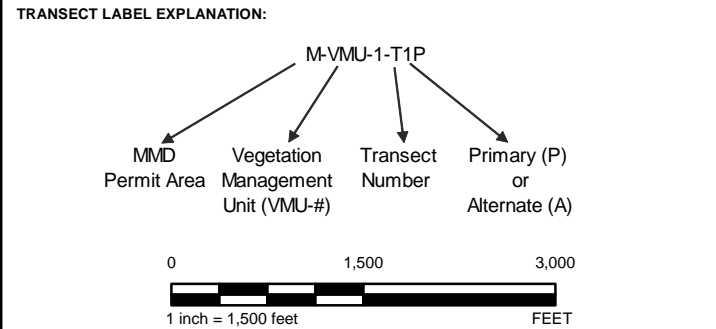 TRANSECT LABEL EXPLANATION:
M-VMU-1-T1P
MMD
Permit Area
Vegetation
Management
Unit (VMU-#)
Transect
Number
Primary (P)
or
Alternate (A)
0 1,500 3,000
1 inch = 1,500 feet FEET